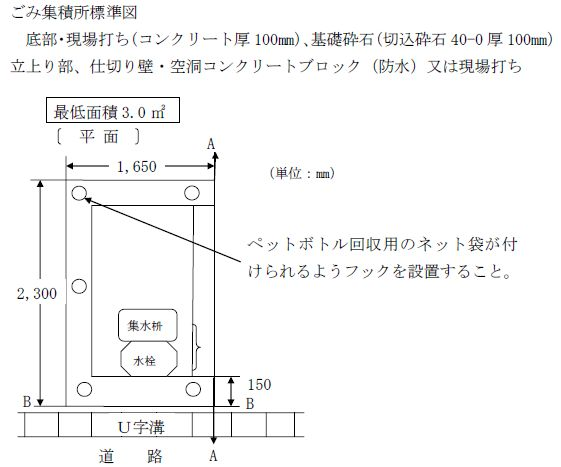 ごみ集積所標準図
底部・現場打ち(コンクリート厚100mm)、基礎砕石(切込砕石40-0厚100mm)
立上り部、仕切り壁・空洞コンクリートブロック（防水）又は現場打ち
最低面積3.0㎡
〔 平 面 〕
A
1,650
(単位：mm)
ペットボトル回収用のネット袋が付
けられるようフックを設置すること。
2,300
集水枡
水栓
150
B
B
U字溝
道 路
A